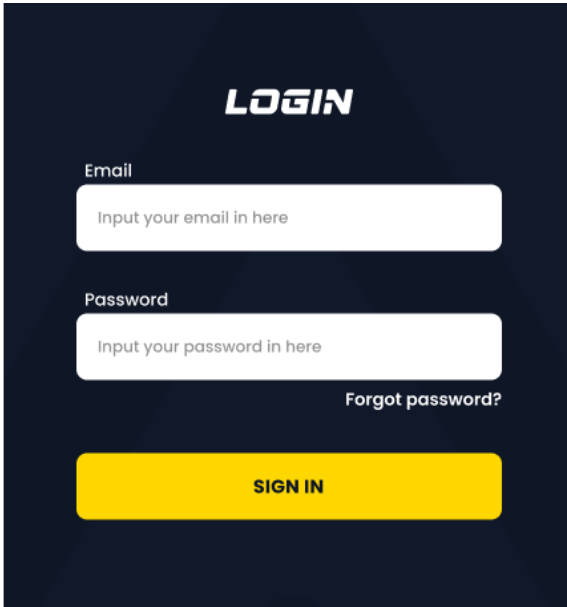 LOGIN
Email
Input your email in here
Password
Input your password in here
Forgot password?
SIGN IN